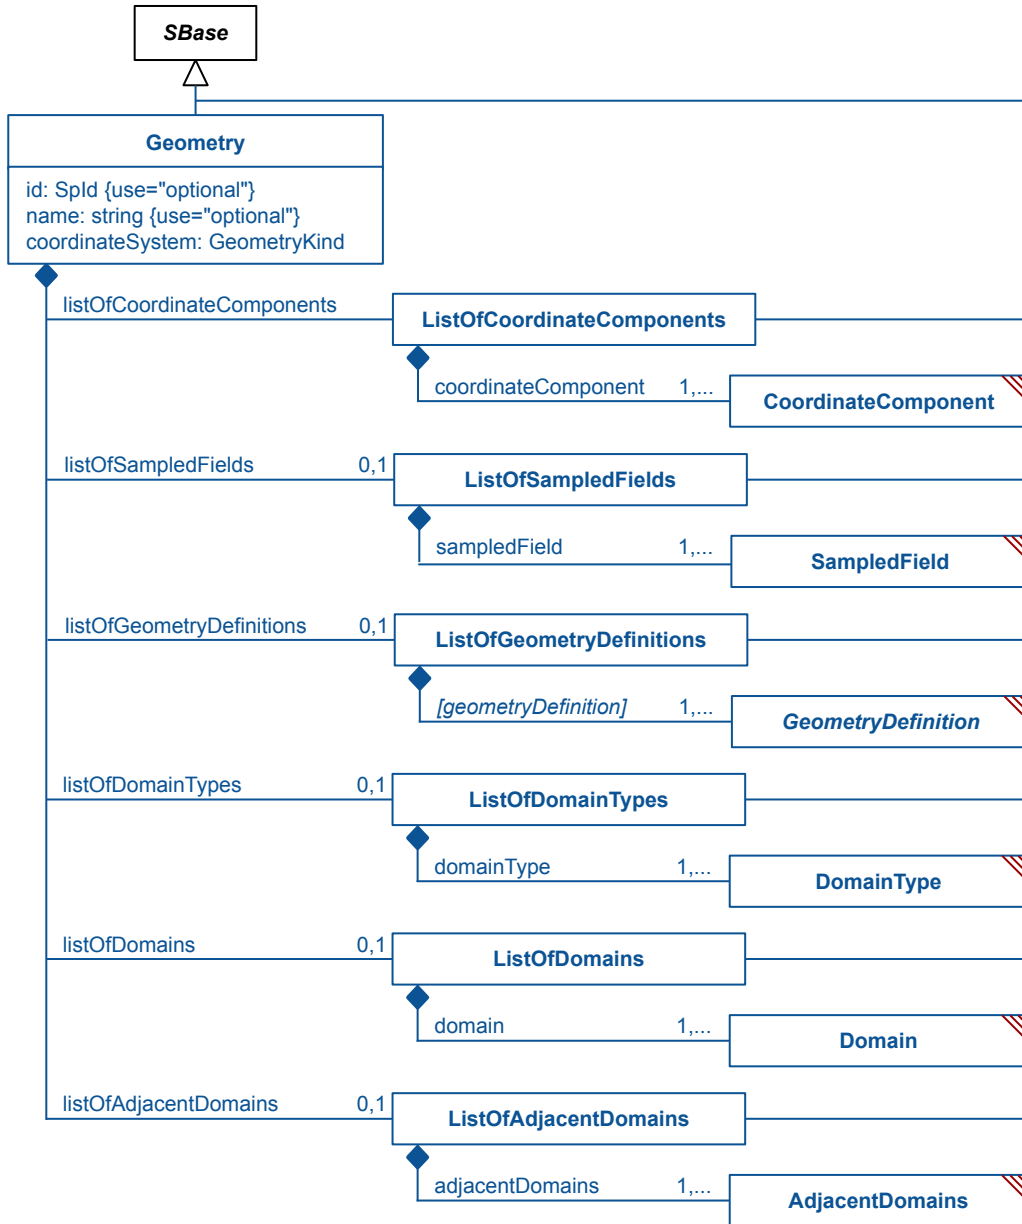 SBase
Geometry
id: SpId {use="optional"}
name: string {use="optional"}
coordinateSystem: GeometryKind
listOfCoordinateComponents
ListOfCoordinateComponents
coordinateComponent 1,...
CoordinateComponent
listOfSampledFields 0,1
ListOfSampledFields
sampledField 1,...
SampledField
listOfGeometryDefinitions 0,1
ListOfGeometryDefinitions
[geometryDefinition] 1,...
GeometryDefinition
listOfDomainTypes 0,1
ListOfDomainTypes
domainType 1,...
DomainType
listOfDomains 0,1
ListOfDomains
domain 1,...
Domain
listOfAdjacentDomains 0,1
ListOfAdjacentDomains
adjacentDomains 1,...
AdjacentDomains